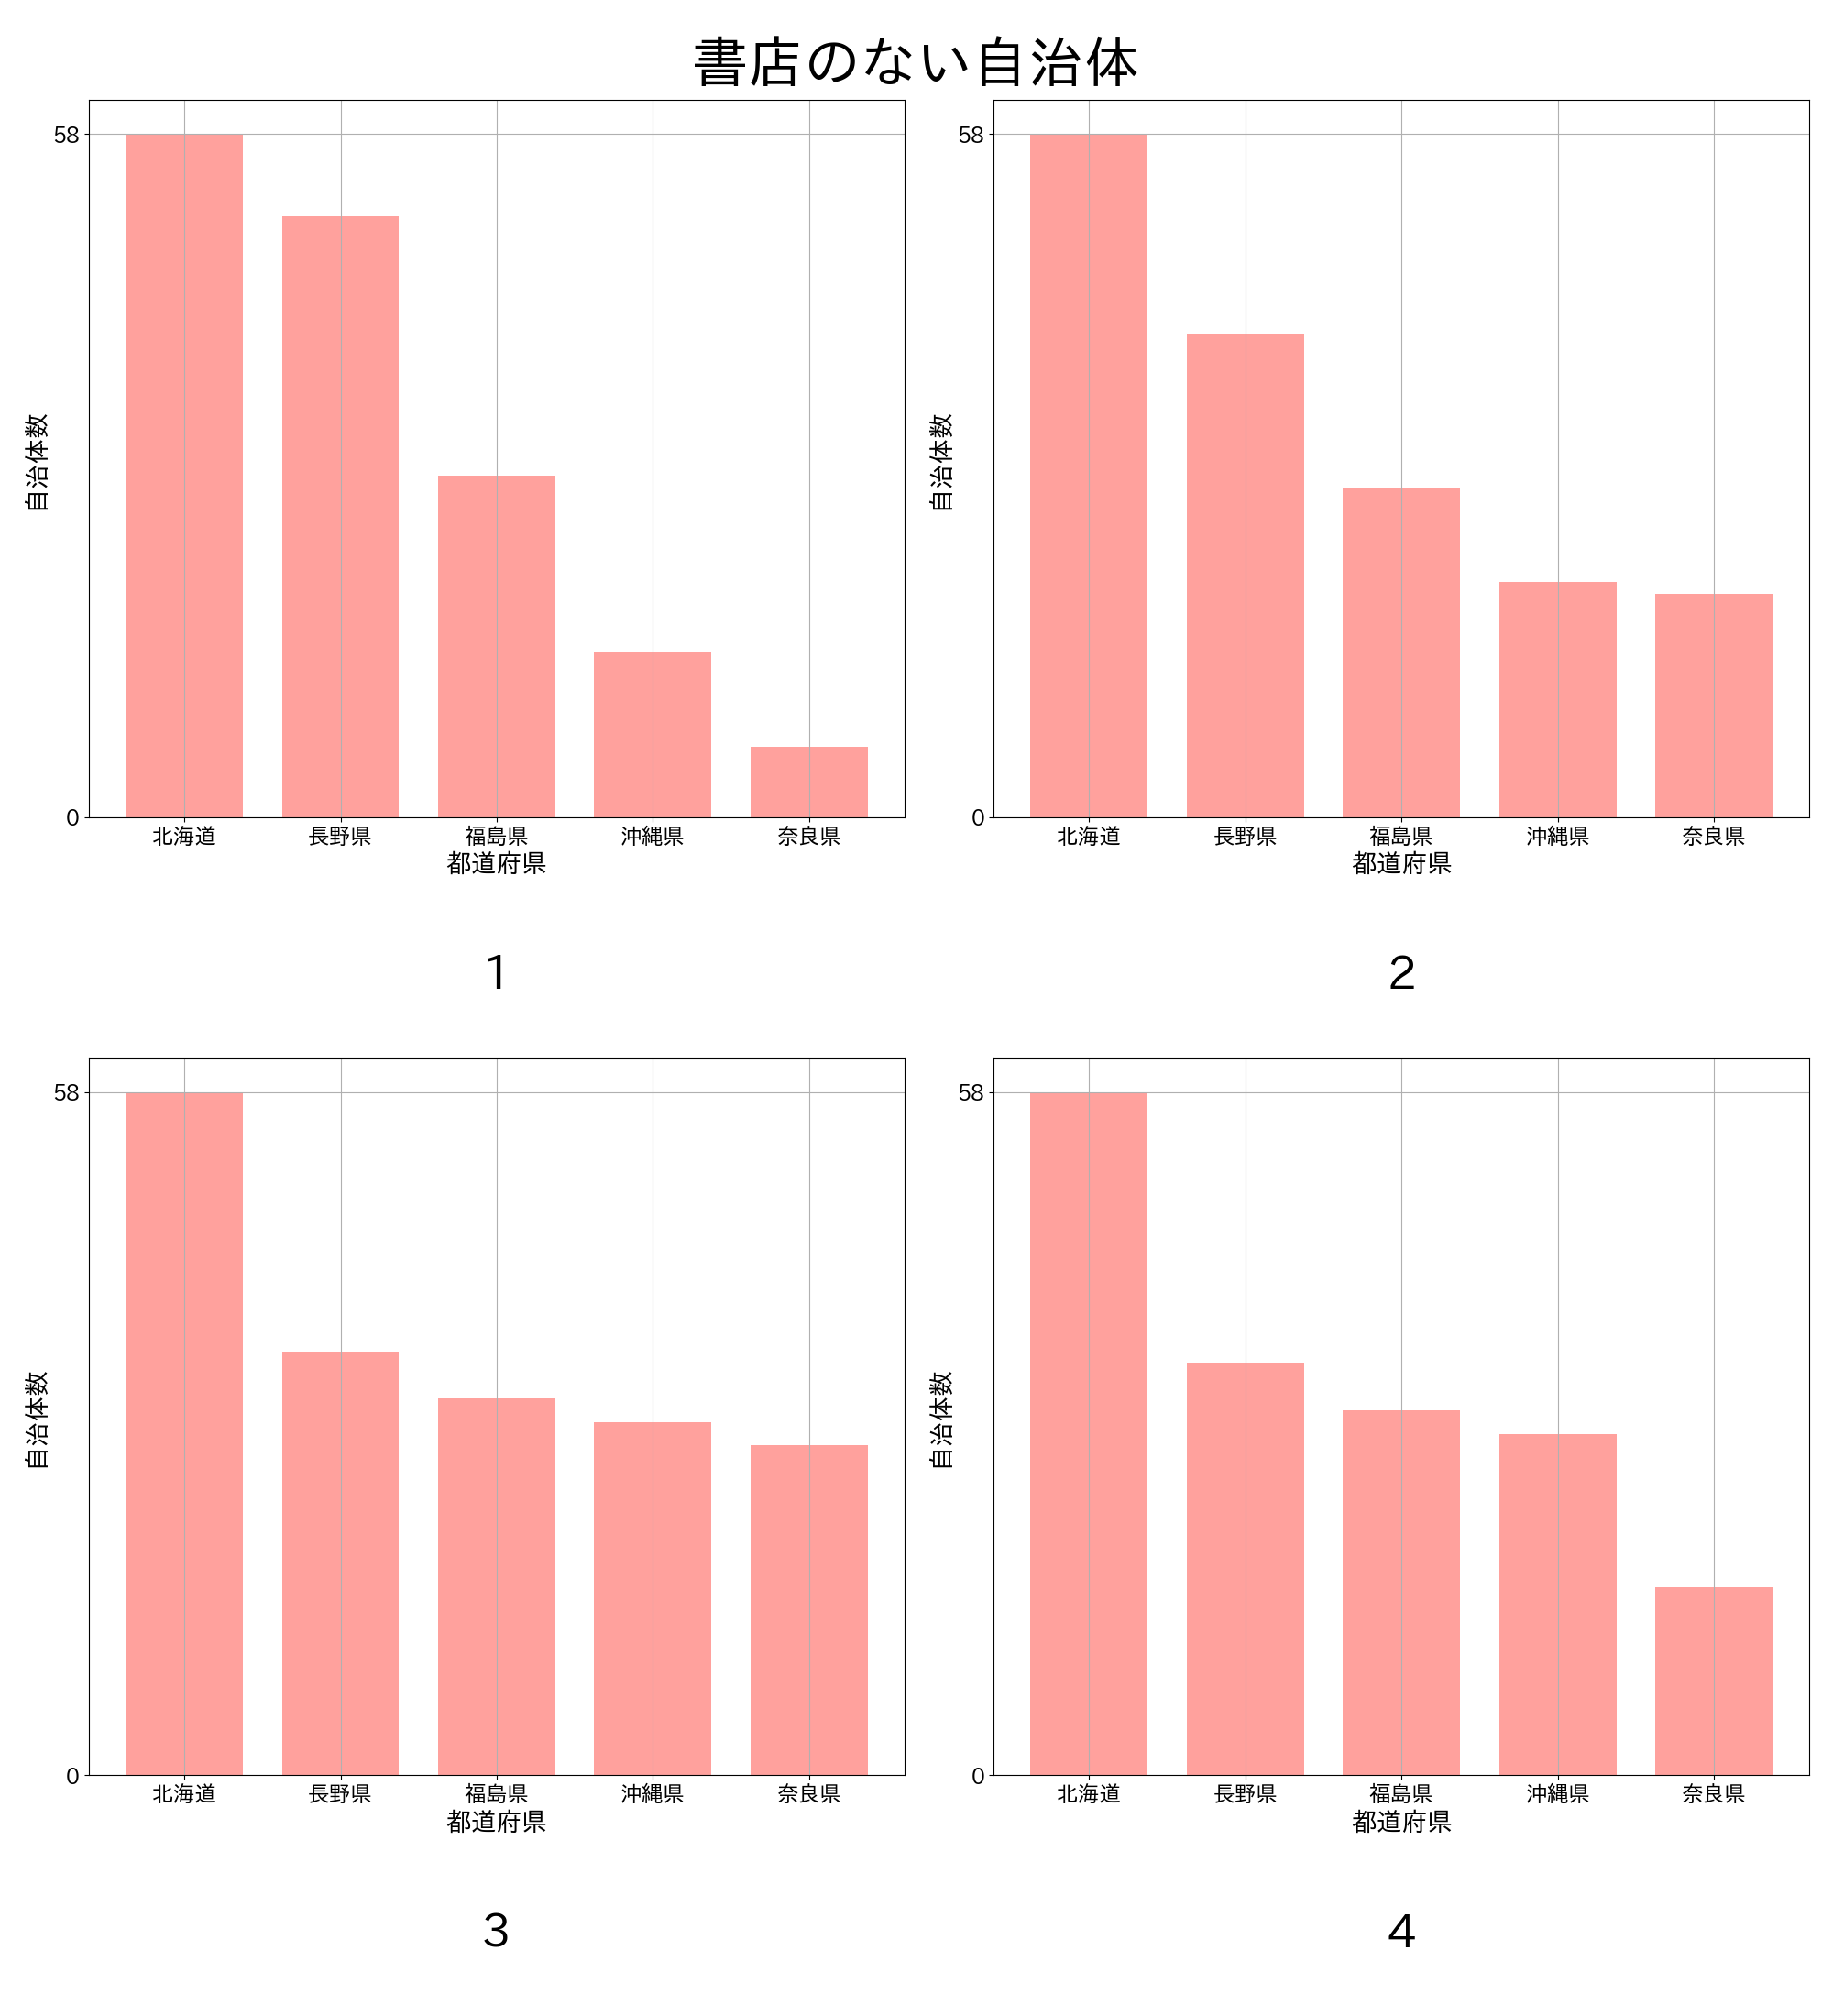 書店のない自治体
58
0
自治体数
北海道 長野県 福島県 沖縄県 奈良県
都道府県
1
58
0
自治体数
北海道 長野県 福島県 沖縄県 奈良県
都道府県
2
58
0
自治体数
北海道 長野県 福島県 沖縄県 奈良県
都道府県
3
58
0
自治体数
北海道 長野県 福島県 沖縄県 奈良県
都道府県
4